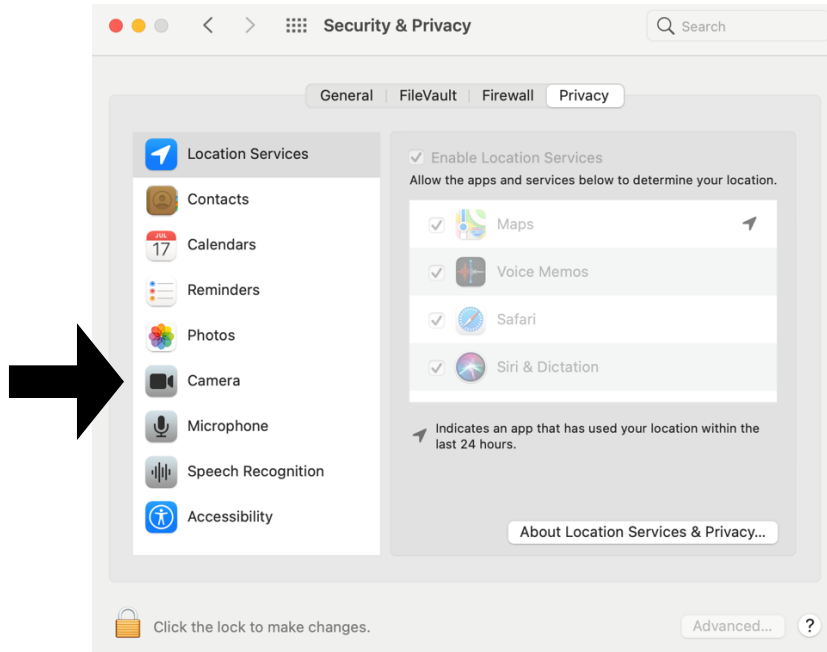 Security & Privacy
Search
General FileVault Firewall Privacy
Location Services
Contacts
JUL
17
Calendars
Reminders
Photos
Camera
Microphone
Speech Recognition
Accessibility
Enable Location Services
Allow the apps and services below to determine your location.
Maps
Voice Memos
Safari
Siri & Dictation
Indicates an app that has used your location within the
last 24 hours.
About Location Services & Privacy...
Click the lock to make changes.
Advanced...
?